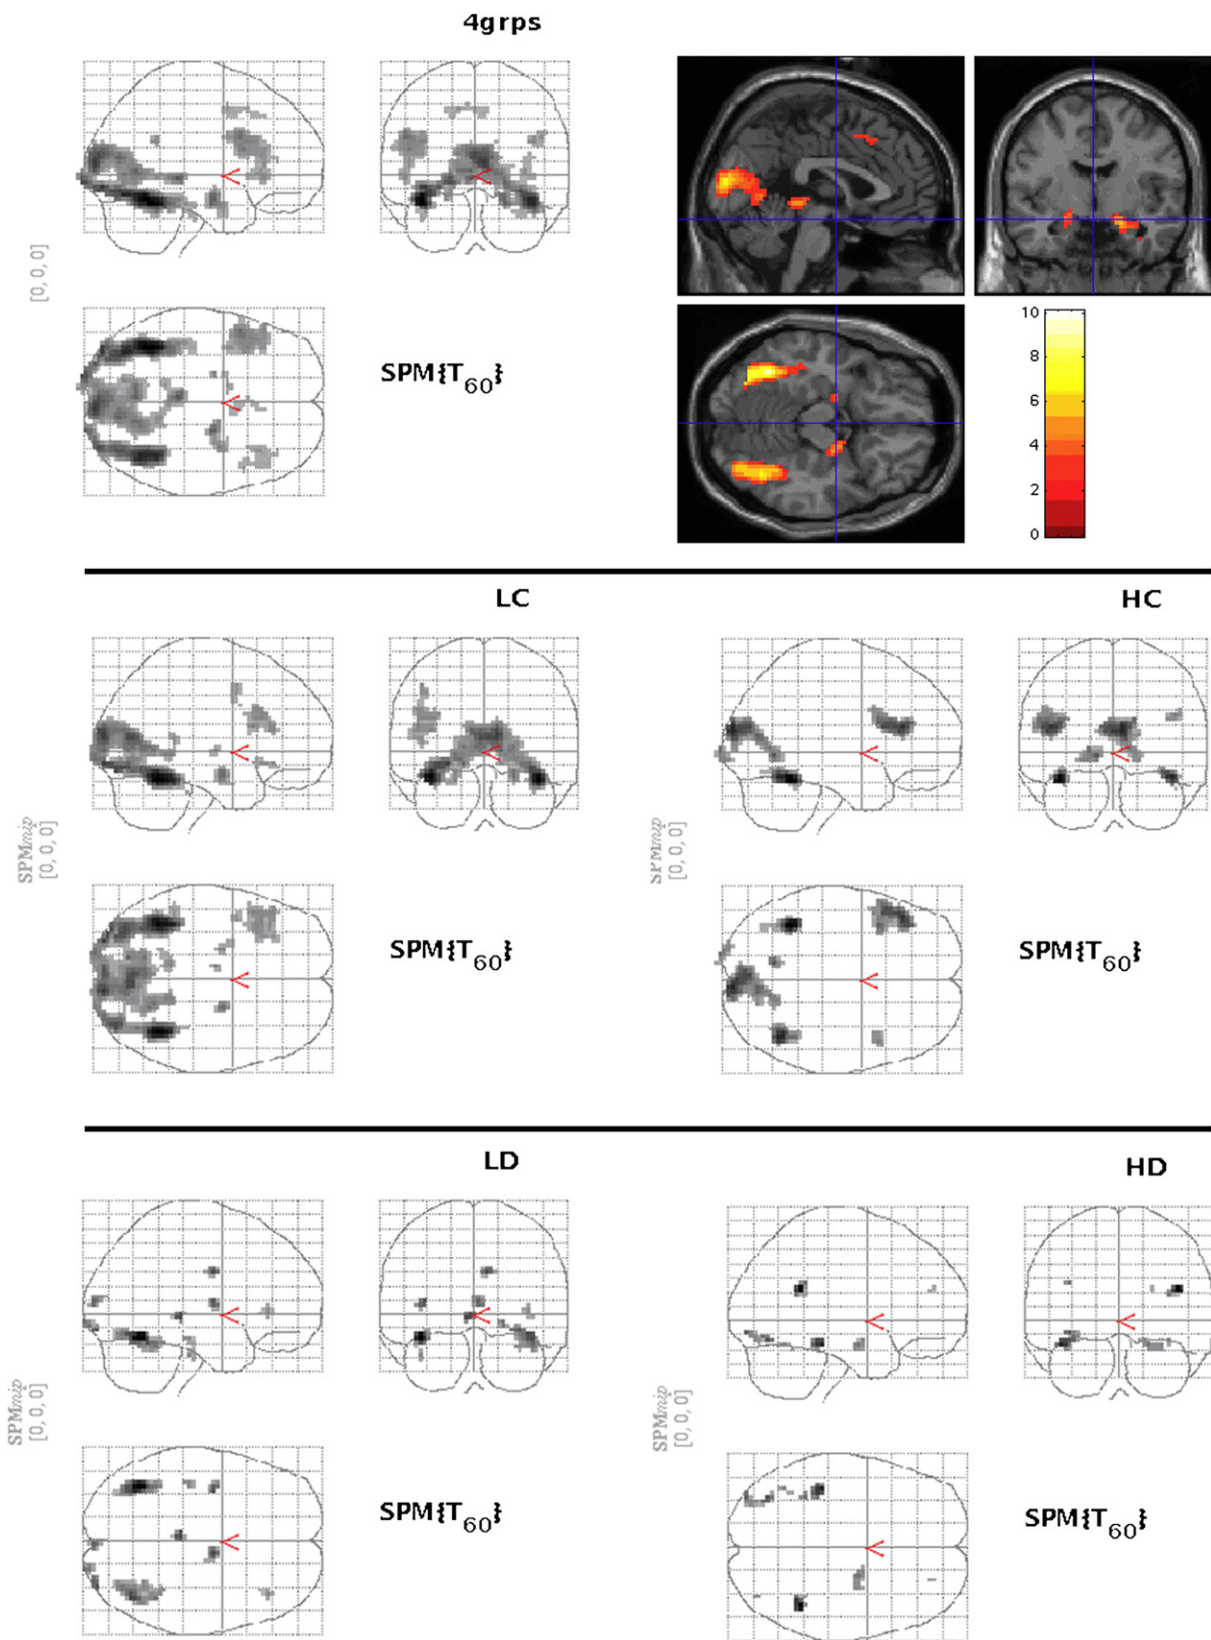 4grps
[0, 0, 0]
SPM{T60}
10
8
6
4
2
0
LC
HC
SPMmip
[0, 0, 0]
SPMmip
[0, 0, 0]
SPM{T60}
SPM{T60}
LD
HD
SPMmip
[0, 0, 0]
SPMmip
[0, 0, 0]
SPM{T60}
SPM{T60}